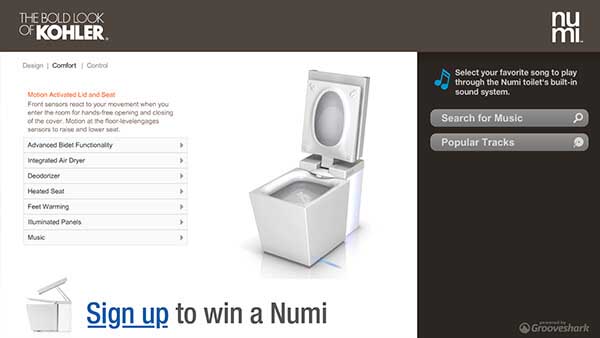 THE BOLD LOOK
OF KOHLER®
nu
mi™
Design | Comfort | Control
Motion Activated Lid and Seat
Front sensors react to your movement when you
enter the room for hands-free opening and closing
of the cover. Motion at the floor-levelengages
sensors to raise and lower seat.
Advanced Bidet Functionality
Integrated Air Dryer
Deodorizer
Heated Seat
Feet Warming
Illuminated Panels
Music
Select your favorite song to play
through the Numi toilet's built-in
sound system.
Search for Music
Popular Tracks
Sign up to win a Numi
powered by
Grooveshark